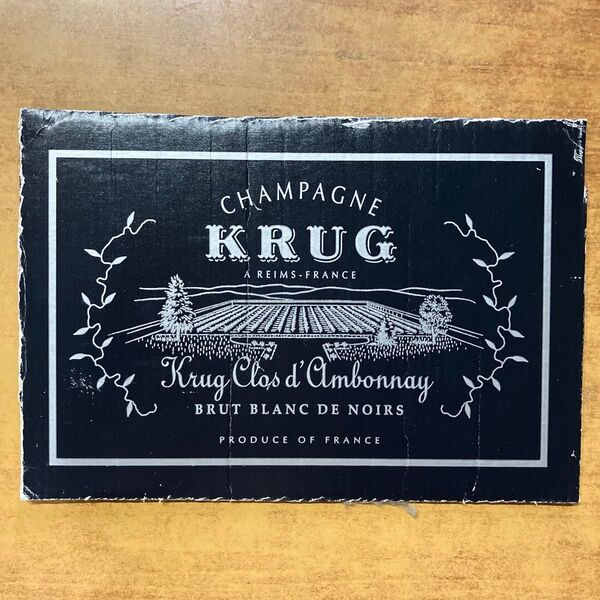 CHAMPAGNE
KRUG
A REIMS-FRANCE
Krug Clos d'Ambonnay
BRUT BLANC DE NOIRS
PRODUCE OF FRANCE